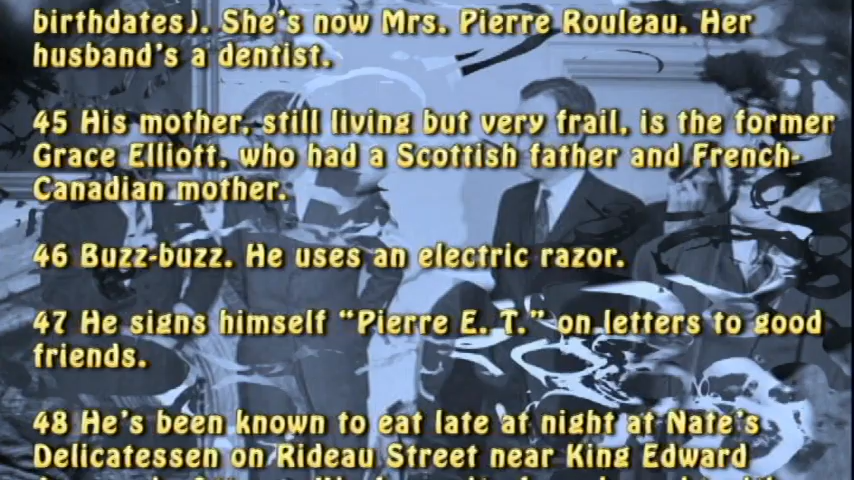 birthdates). She's now Mrs. Pierre Rouleau. Her
husband's a dentist.
45 His mother, still living but very frail, is the former
Grace Elliott, who had a Scottish father and French-
Canadian mother.
46 Buzz-buzz. He uses an electric razor.
47 He signs himself “Pierre E. T.” on letters to good
friends.
48 He's been known to eat late at night at Nate's
Delicatessen on Rideau Street near King Edward